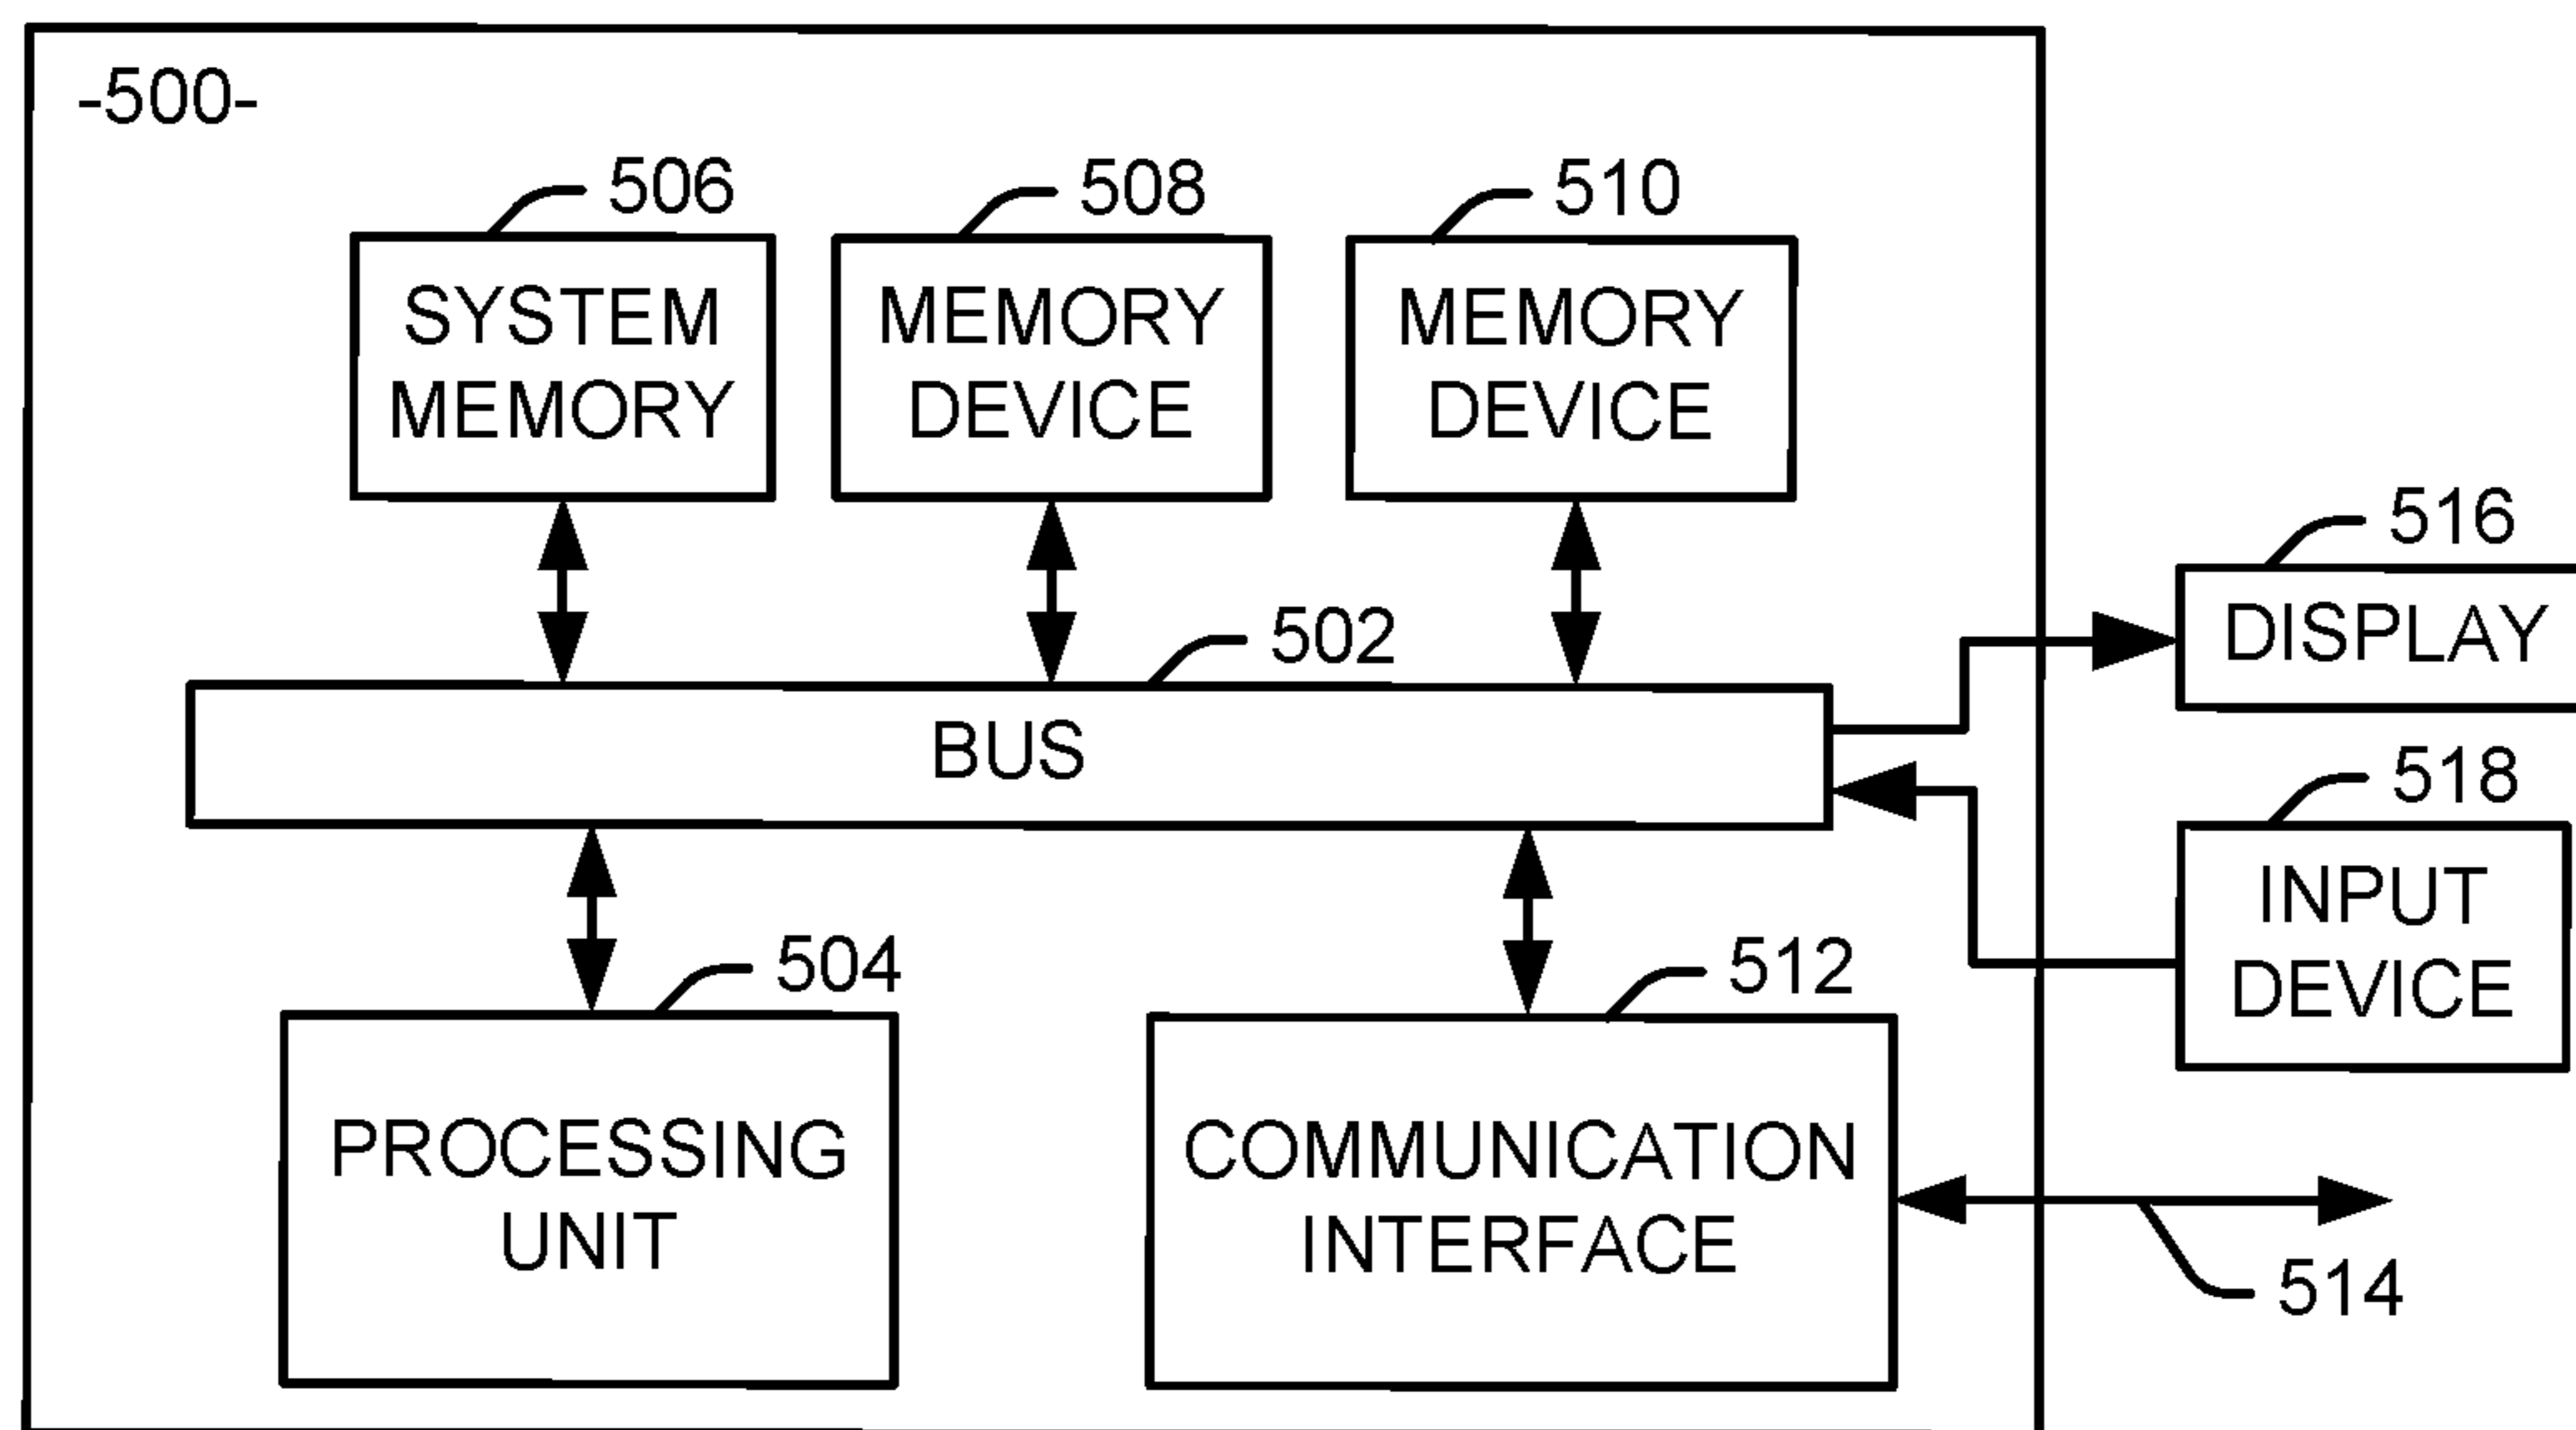 -500-
506
508
510
SYSTEM
MEMORY
MEMORY
DEVICE
MEMORY
DEVICE
516
DISPLAY
502
BUS
518
INPUT
DEVICE
504
512
PROCESSING
UNIT
COMMUNICATION
INTERFACE
514